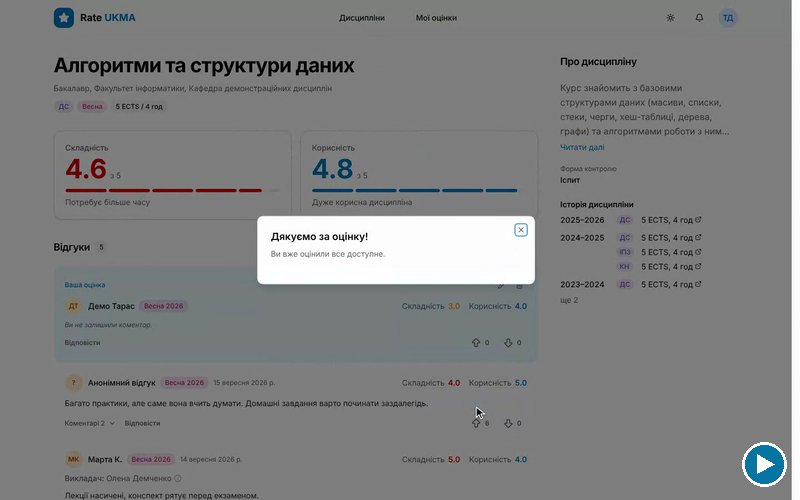 Rate UKMA
Дисципліни
Мої оцінки
ТД
Алгоритми та структури даних
Бакалавр, Факультет інформатики, Кафедра демонстраційних дисциплін
ДС
Весна
5 ECTS / 4 год
Складність
4.6 з 5
Потребує більше часу
Корисність
4.8 з 5
Дуже корисна дисципліна
Дякуємо за оцінку!
Ви вже оцінили все доступне.
Відгуки 5
Ваша оцінка
ДТ Демо Тарас Весна 2026 Складність 3.0 Корисність 4.0
Ви не залишили коментар.
Відповісти 0 0
? Анонімний відгук Весна 2026 15 вересня 2026 р. Складність 4.0 Корисність 5.0
Багато практики, але саме вона вчить думати. Домашні завдання варто починати заздалегідь.
Коментарі 2 Відповісти 6 0
МК Марта К. Весна 2026 14 вересня 2026 р. Складність 5.0 Корисність 4.0
Викладач: Олена Демченко
Лекції насичені, конспект рятує перед екзаменом.
Про дисципліну
Курс знайомить з базовими
структурами даних (масиви, списки,
стеки, черги, хеш-таблиці, дерева,
графи) та алгоритмами роботи з ним...
Читати далі
Форма контролю
Іспит
Історія дисципліни
2025–2026 ДС 5 ECTS, 4 год
2024–2025 ДС 5 ECTS, 4 год
ІПЗ 5 ECTS, 4 год
КН 5 ECTS, 4 год
2023–2024 ДС 5 ECTS, 4 год
ще 2